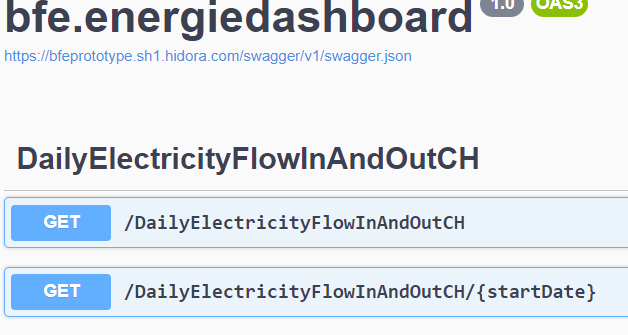 bfe.energiedashboard 1.0 OAS3
https://bfeprototype.sh1.hidora.com/swagger/v1/swagger.json
DailyElectricityFlowInAndOutCH
GET /DailyElectricityFlowInAndOutCH
GET /DailyElectricityFlowInAndOutCH/{startDate}